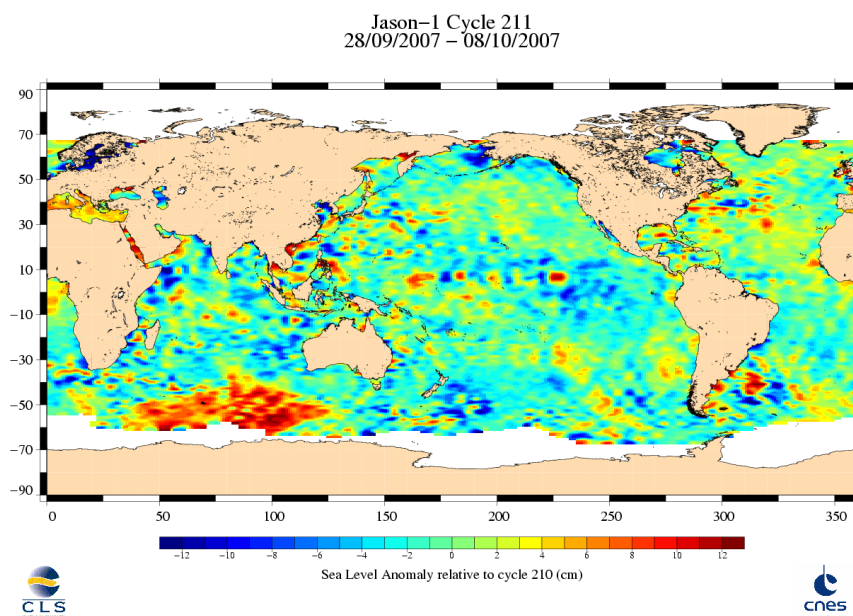 Jason−1 Cycle 211
28/09/2007 − 08/10/2007
90
70
50
30
10
−10
−30
−50
−70
−90
0 50 100 150 200 250 300 350
−12 −10 −8 −6 −4 −2 0 2 4 6 8 10 12
Sea Level Anomaly relative to cycle 210 (cm)
CLS
cnes